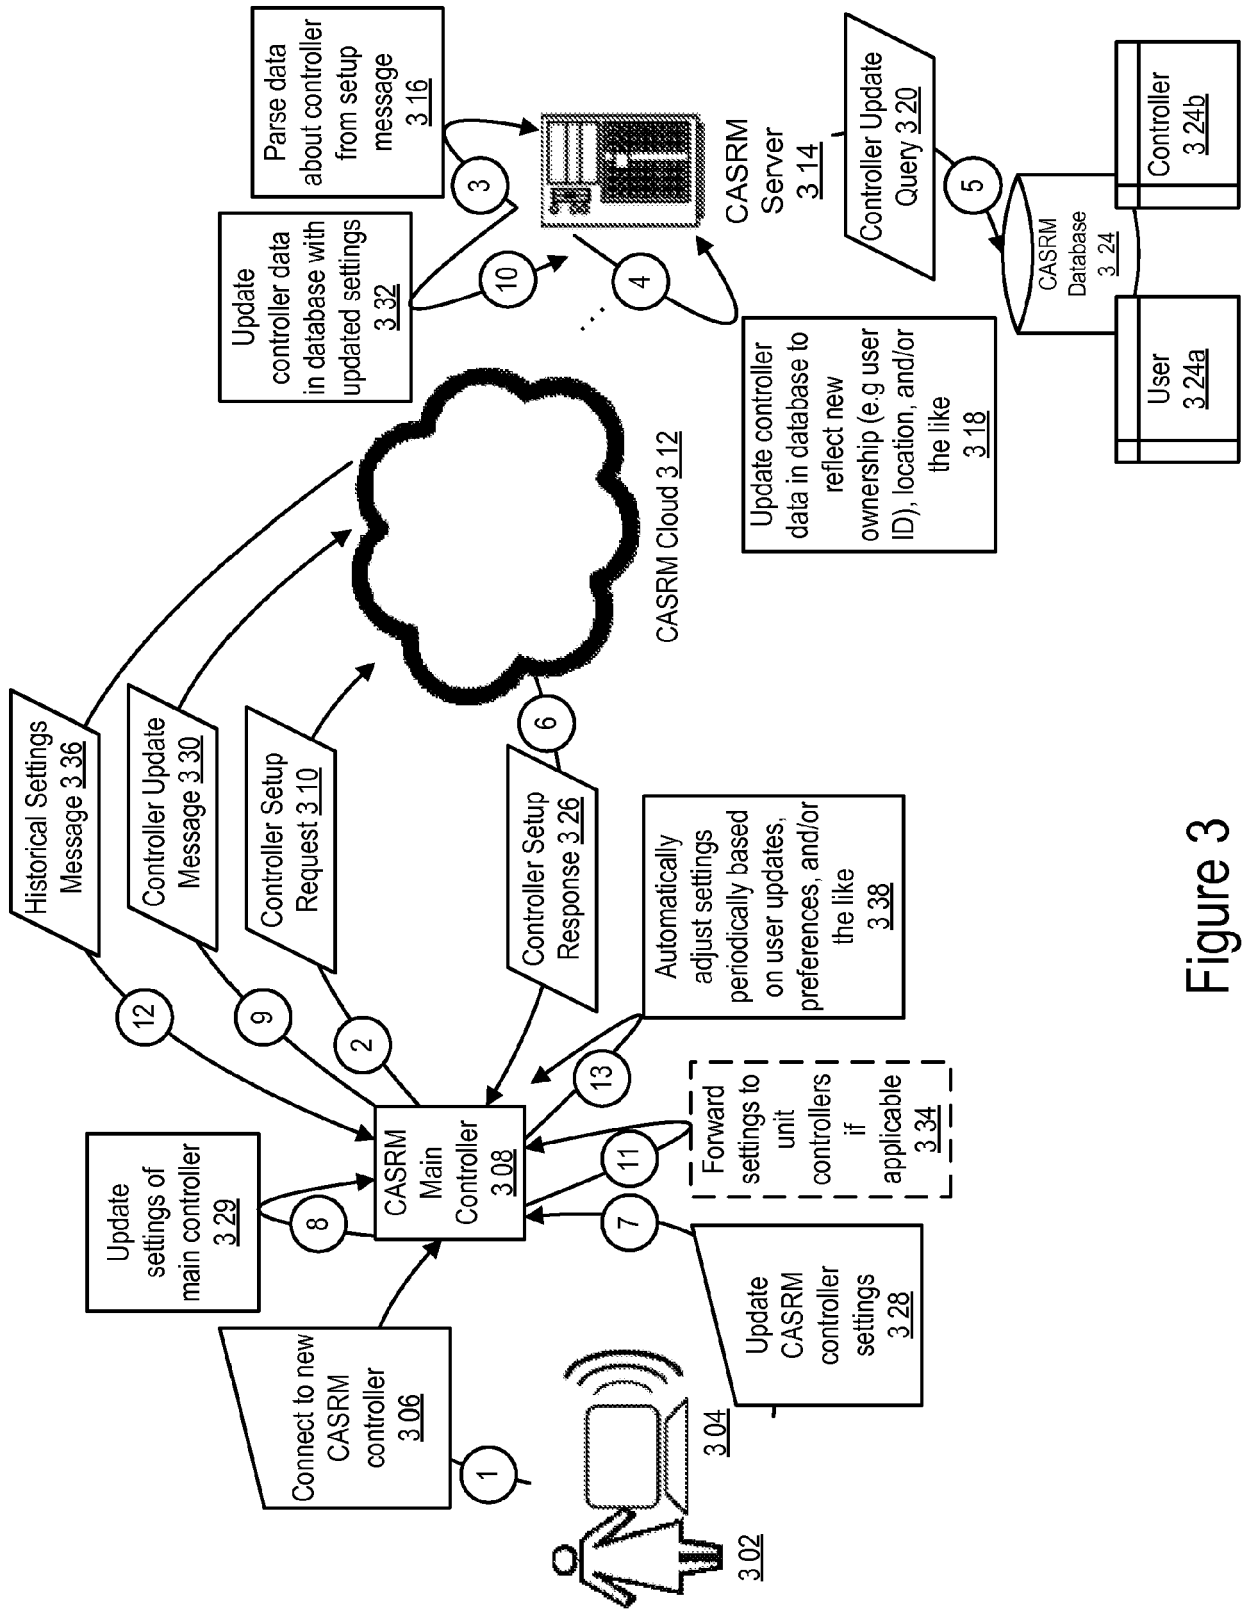 Connect to new
CASRM
controller
3 06
1
3 02
3 04
Update
settings of
main controller
3 29
8
CASRM
Main
Controller
3 08
7
Update
CASRM
controller
settings
3 28
11
Forward
settings to
unit
controllers
if
applicable
3 34
13
Automatically
adjust settings
periodically based
on user updates,
preferences, and/or
the like
3 38
12
Historical Settings
Message 3 36
9
Controller Update
Message 3 30
2
Controller Setup
Request 3 10
Controller Setup
Response 3 26
6
CASRM Cloud 3 12
Update
controller data
in database with
updated settings
3 32
10
Parse data
about controller
from setup
message
3 16
3
CASRM
Server
3 14
4
Update controller
data in database to
reflect new
ownership (e.g user
ID), location, and/or
the like
3 18
Controller Update
Query 3 20
5
CASRM
Database
3 24
User
3 24a
Controller
3 24b
Figure 3